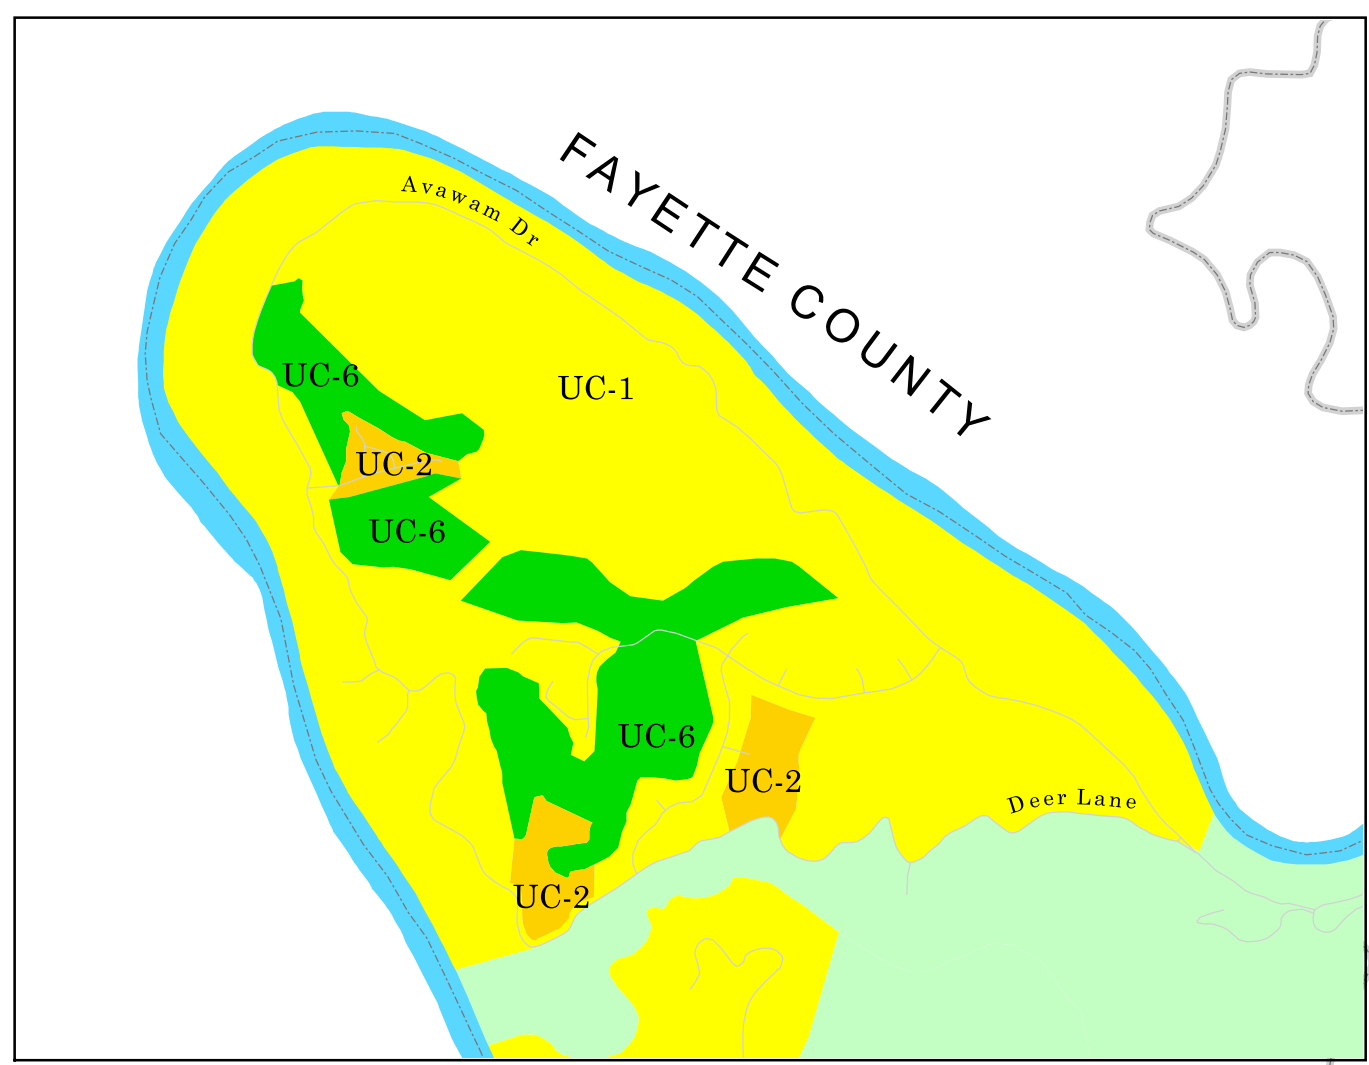 Avawam Dr
FAYETTE COUNTY
UC-6
UC-1
UC-2
UC-6
UC-6
UC-2
Deer Lane
UC-2